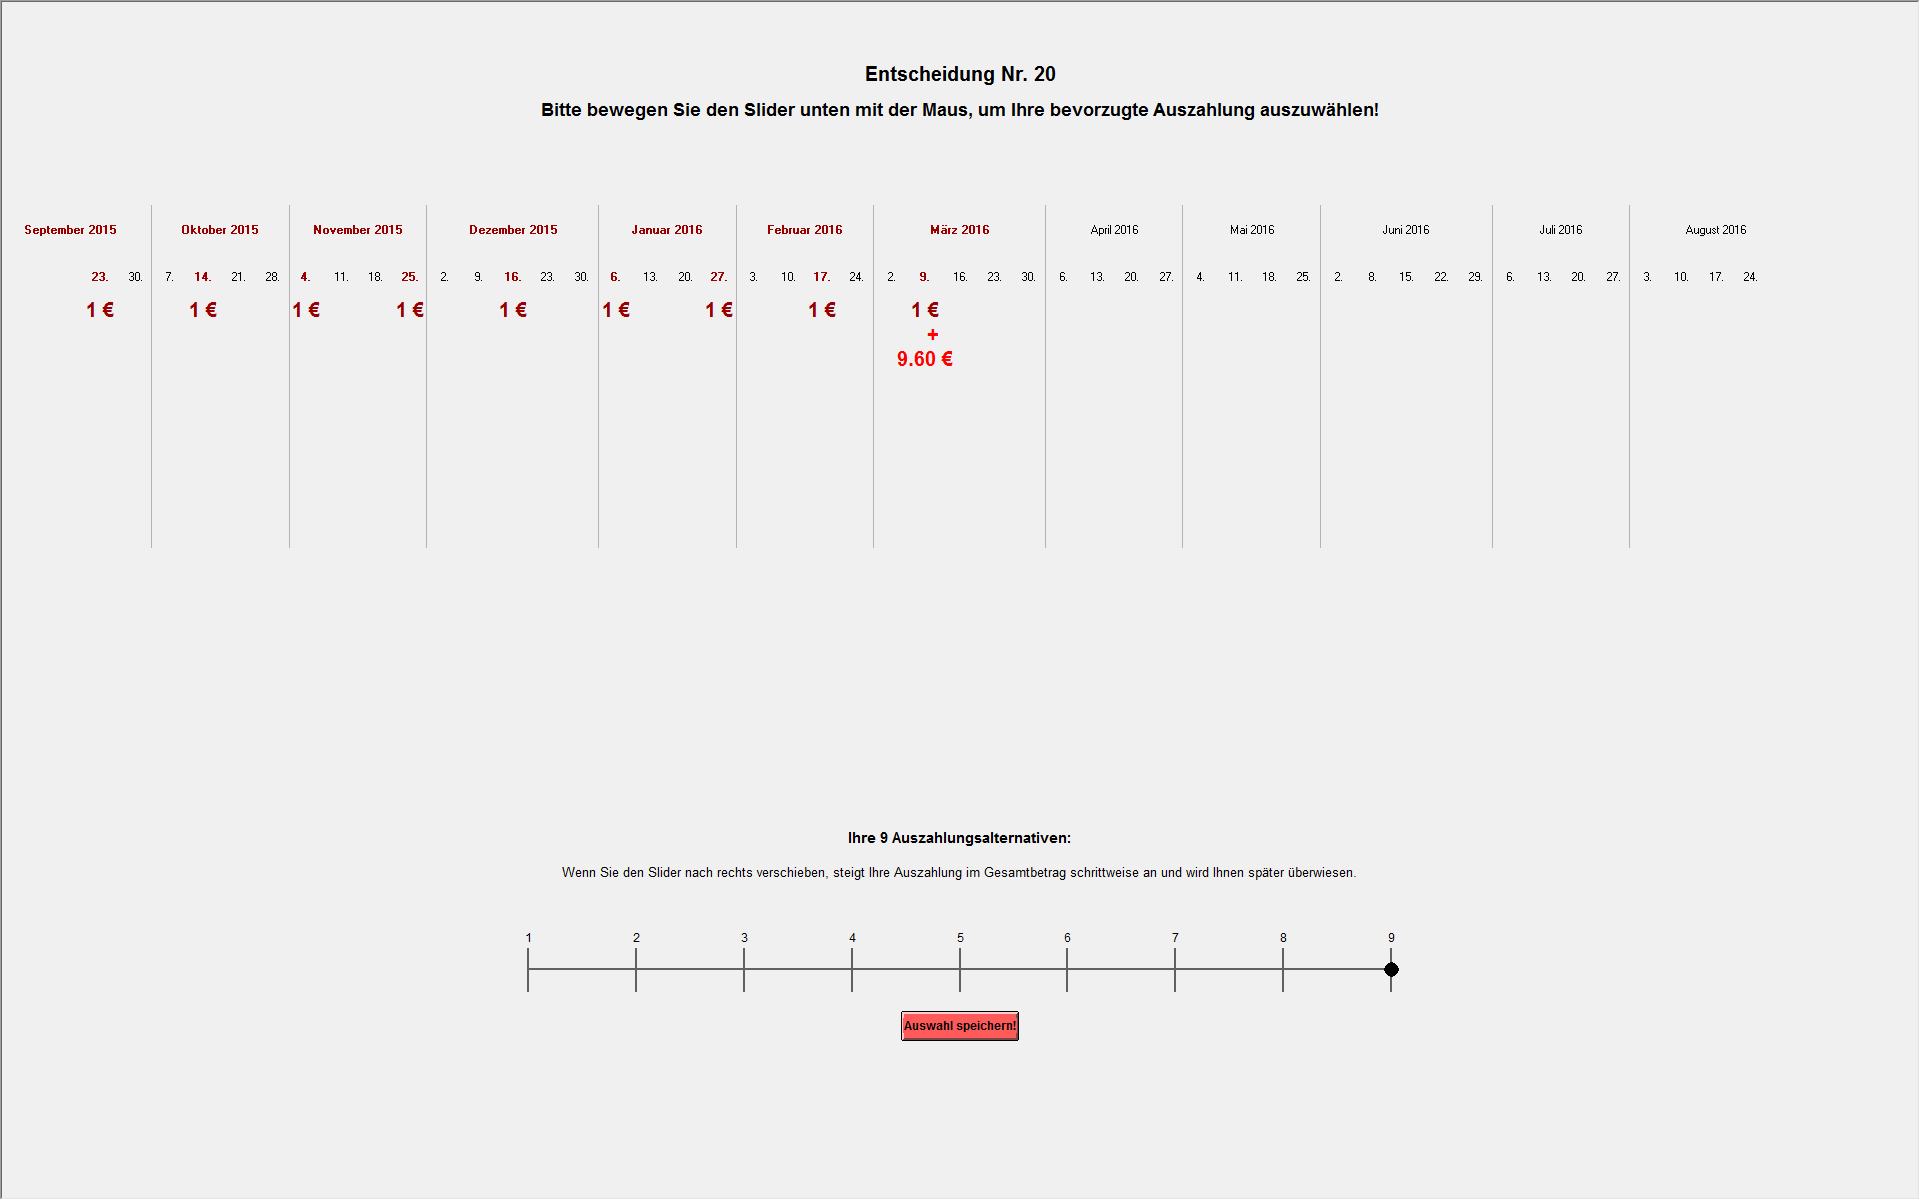 Entscheidung Nr. 20
Bitte bewegen Sie den Slider unten mit der Maus, um Ihre bevorzugte Auszahlung auszuwählen!
September 2015 Oktober 2015 November 2015 Dezember 2015 Januar 2016 Februar 2016 März 2016 April 2016 Mai 2016 Juni 2016 Juli 2016 August 2016
23. 30. 7. 14. 21. 28. 4. 11. 18. 25. 2. 9. 16. 23. 30. 6. 13. 20. 27. 3. 10. 17. 24. 2. 9. 16. 23. 30. 6. 13. 20. 27. 4. 11. 18. 25. 2. 8. 15. 22. 29. 6. 13. 20. 27. 3. 10. 17. 24.
1 € 1 € 1 € 1 € 1 € 1 € 1 € 1 € 1 €
+
9.60 €
Ihre 9 Auszahlungsalternativen:
Wenn Sie den Slider nach rechts verschieben, steigt Ihre Auszahlung im Gesamtbetrag schrittweise an und wird Ihnen später überwiesen.
1 2 3 4 5 6 7 8 9
Auswahl speichern!